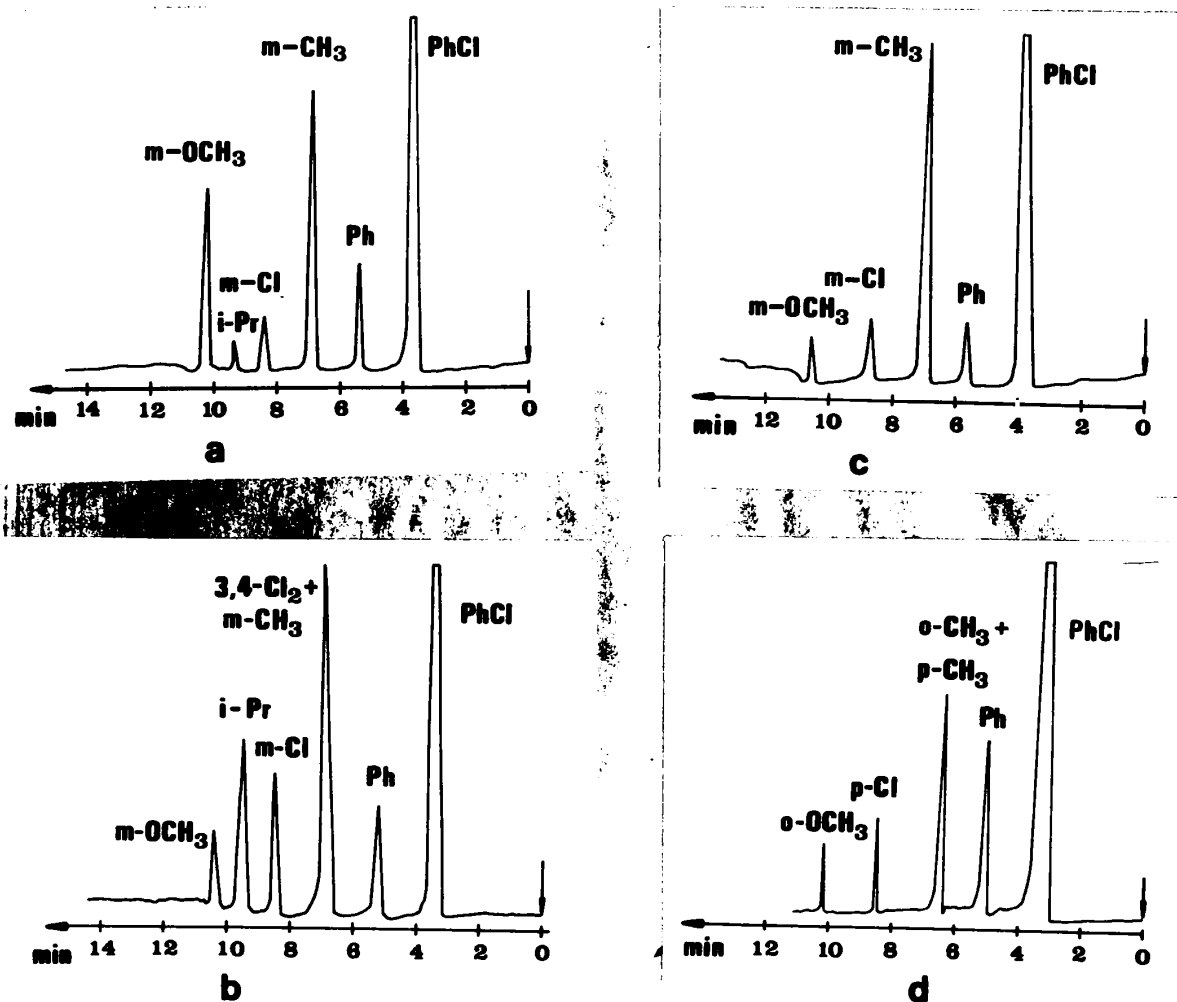 m-CH₃ PhCl
m-OCH₃
Ph
m-Cl
i-Pr
min 14 12 10 8 6 4 2 0
a
m-CH₃ PhCl
m-Cl
m-OCH₃ Ph
min 12 10 8 6 4 2 0
c
3,4-Cl₂+
m-CH₃ PhCl
i-Pr
m-Cl
Ph
m-OCH₃
min 14 12 10 8 6 4 2 0
b
o-CH₃+ PhCl
p-CH₃
Ph
p-Cl
o-OCH₃
min 12 10 8 6 4 2 0
d